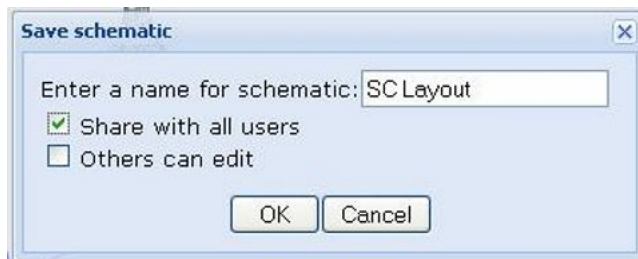 Save schematic
Enter a name for schematic: SC Layout
Share with all users
Others can edit
OK Cancel